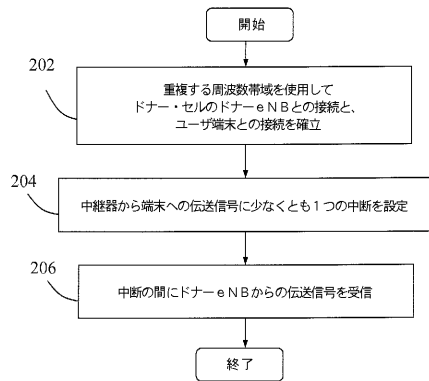 開始
202
重複する周波数帯域を使用して
ドナー・セルのドナーeNBとの接続と、
ユーザ端末との接続を確立
204
中継器から端末への伝送信号に少なくとも1つの中断を設定
206
中断の間にドナーeNBからの伝送信号を受信
終了